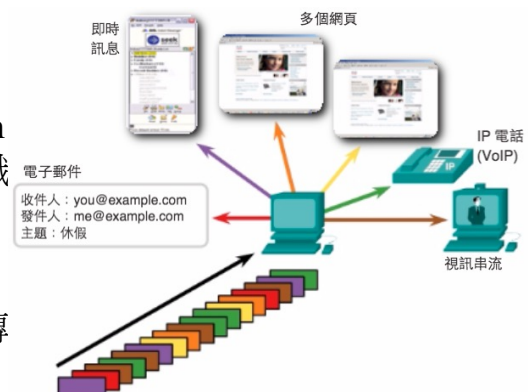 即時
訊息
多個網頁
IP 電話
(VoIP)
電子郵件
收件人：you@example.com
發件人：me@example.com
主題：休假
視訊串流